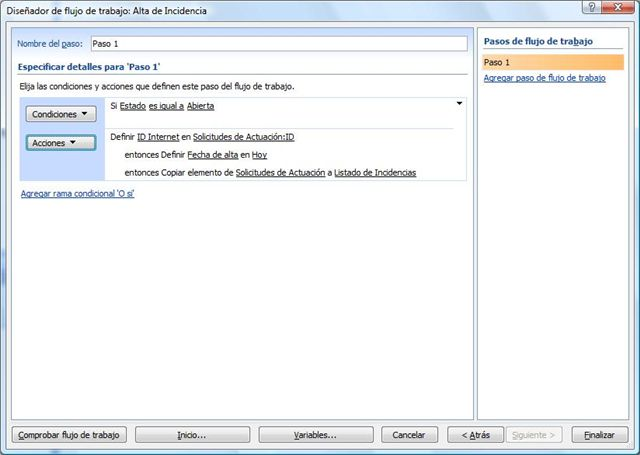 Diseñador de flujo de trabajo: Alta de Incidencia
Nombre del paso: Paso 1
Especificar detalles para 'Paso 1'
Elija las condiciones y acciones que definen este paso del flujo de trabajo.
Condiciones
Si Estado es igual a Abierta
Acciones
Definir ID Internet en Solicitudes de Actuación:ID
entonces Definir Fecha de alta en Hoy
entonces Copiar elemento de Solicitudes de Actuación a Listado de Incidencias
Agregar rama condicional 'O si'
Pasos de flujo de trabajo
Paso 1
Agregar paso de flujo de trabajo
Comprobar flujo de trabajo
Inicio...
Variables...
Cancelar
< Atrás
Siguiente >
Finalizar